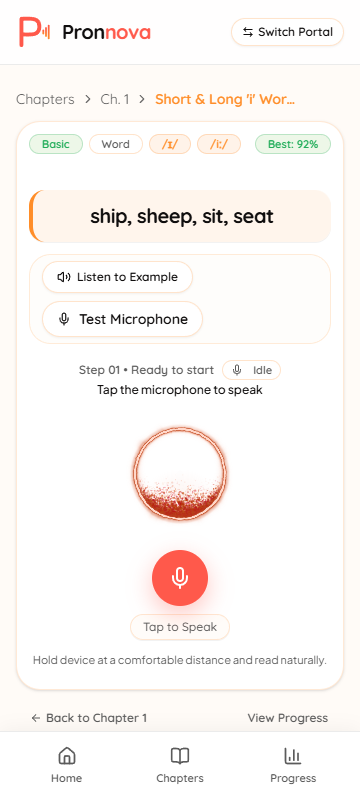 Pronnova
Switch Portal
Chapters > Ch. 1 > Short & Long 'i' Wor...
Basic Word /ɪ/ /iː/ Best: 92%
ship, sheep, sit, seat
Listen to Example
Test Microphone
Step 01 • Ready to start Idle
Tap the microphone to speak
Tap to Speak
Hold device at a comfortable distance and read naturally.
← Back to Chapter 1 View Progress
Home Chapters Progress